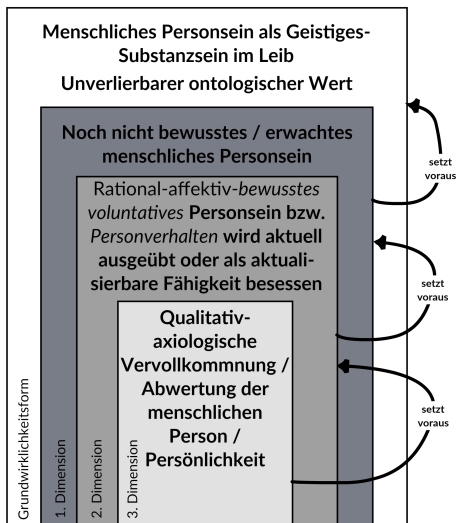 Menschliches Personsein als Geistiges-
Substanzsein im Leib
Unverlierbarer ontologischer Wert
Noch nicht bewusstes / erwachtes
menschliches Personsein
setzt
voraus
Rational-affektiv-bewusstes
voluntatives Personsein bzw.
Personverhalten wird aktuell
ausgeübt oder als aktuali-
sierbare Fähigkeit besessen
setzt
voraus
Qualitativ-
axiologische
Vervollkommnung /
Abwertung der
menschlichen
Person /
Persönlichkeit
setzt
voraus
Grundwirklichkeitsform
1. Dimension
2. Dimension
3. Dimension